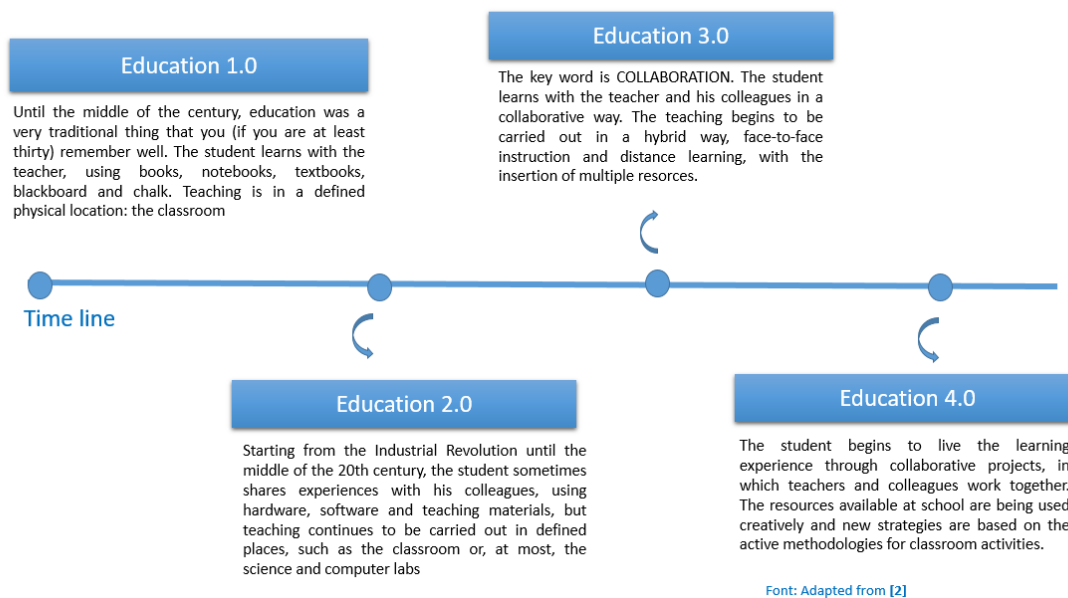 Education 1.0
Until the middle of the century, education was a
very traditional thing that you (if you are at least
thirty) remember well. The student learns with the
teacher, using books, notebooks, textbooks,
blackboard and chalk. Teaching is in a defined
physical location: the classroom
Education 3.0
The key word is COLLABORATION. The student
learns with the teacher and his colleagues in a
collaborative way. The teaching begins to be
carried out in a hybrid way, face-to-face
instruction and distance learning, with the
insertion of multiple resorces.
Time line
Education 2.0
Starting from the Industrial Revolution until the
middle of the 20th century, the student sometimes
shares experiences with his colleagues, using
hardware, software and teaching materials, but
teaching continues to be carried out in defined
places, such as the classroom or, at most, the
science and computer labs
Education 4.0
The student begins to live the learning
experience through collaborative projects, in
which teachers and colleagues work together.
The resources available at school are being used
creatively and new strategies are based on the
active methodologies for classroom activities.
Font: Adapted from [2]